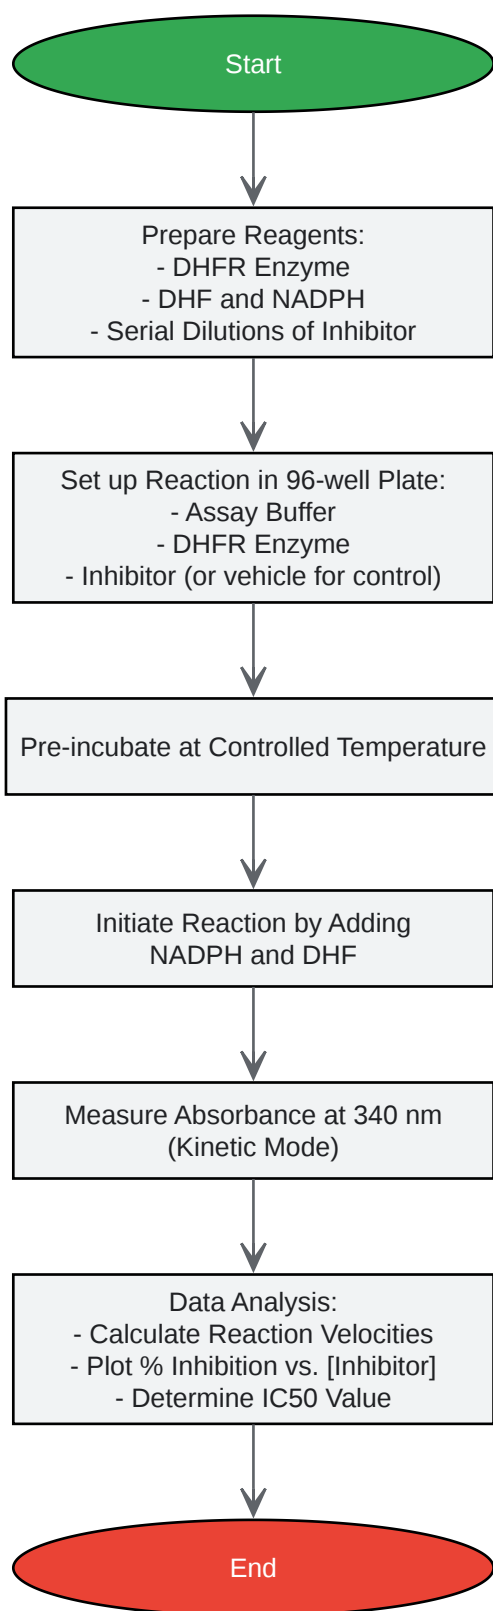 Start
Prepare Reagents:
- DHFR Enzyme
- DHF and NADPH
- Serial Dilutions of Inhibitor
Set up Reaction in 96-well Plate:
- Assay Buffer
- DHFR Enzyme
- Inhibitor (or vehicle for control)
Pre-incubate at Controlled Temperature
Initiate Reaction by Adding
NADPH and DHF
Measure Absorbance at 340 nm
(Kinetic Mode)
Data Analysis:
- Calculate Reaction Velocities
- Plot % Inhibition vs. [Inhibitor]
- Determine IC50 Value
End